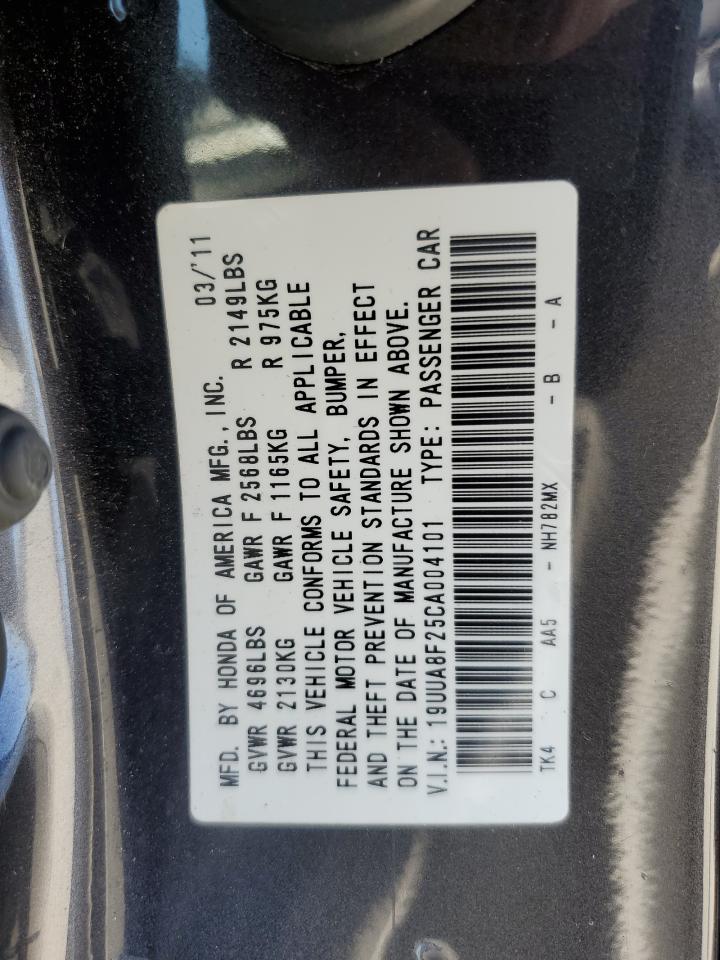 MFD. BY HONDA OF AMERICA MFG., INC. 03/'11
GVWR 4696LBS GAWR F 2568LBS R 2149LBS
GVWR 2130KG GAWR F 1165KG R 975KG
THIS VEHICLE CONFORMS TO ALL APPLICABLE
FEDERAL MOTOR VEHICLE SAFETY, BUMPER,
AND THEFT PREVENTION STANDARDS IN EFFECT
ON THE DATE OF MANUFACTURE SHOWN ABOVE.
V.I.N.: 19UUA8F25CA004101 TYPE: PASSENGER CAR
TK4 C AA5 - NH782MX - B - A